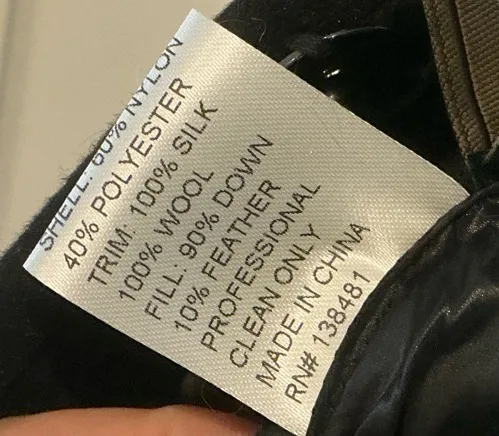 SHELL: 60% NYLON
40% POLYESTER
TRIM: 100% SILK
100% WOOL
FILL: 90% DOWN
10% FEATHER
PROFESSIONAL
CLEAN ONLY
MADE IN CHINA
RN# 138481